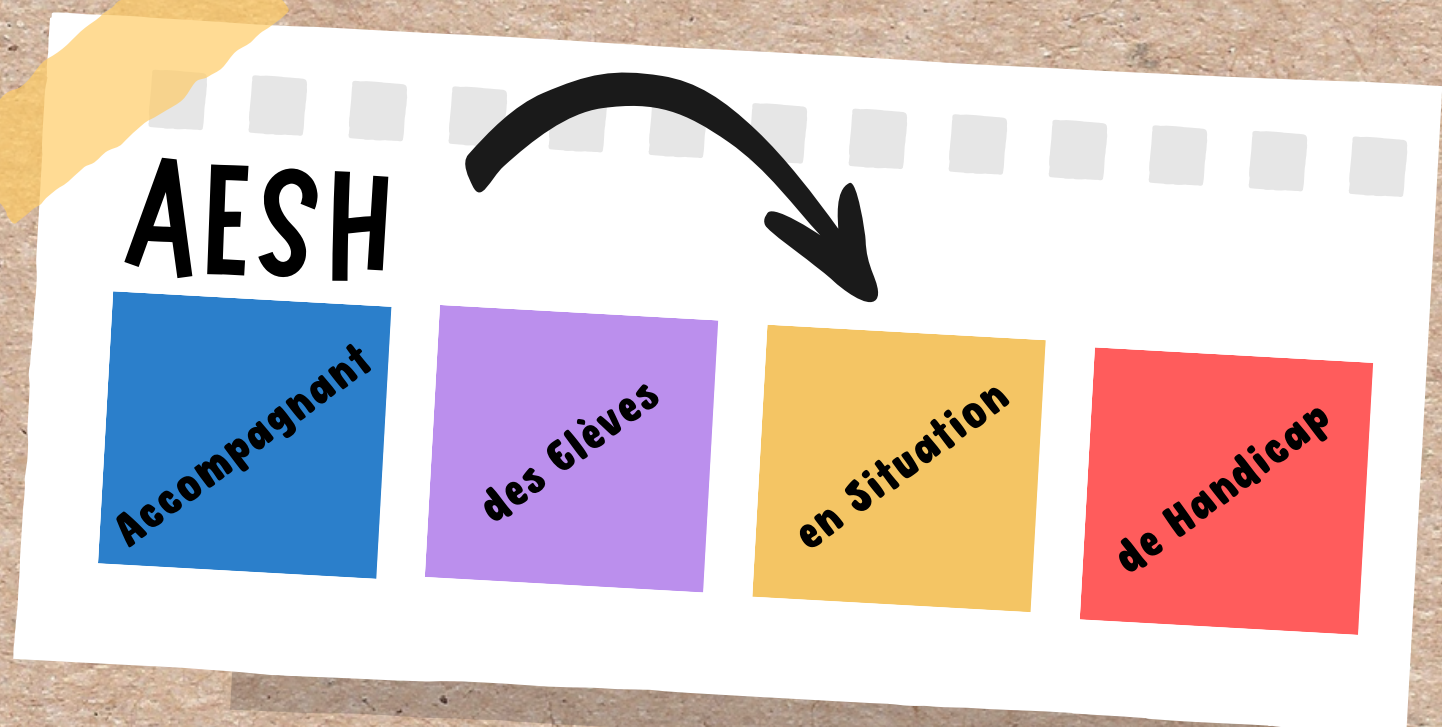 AESH
Accompagnant
des Elèves
en Situation
de Handicap